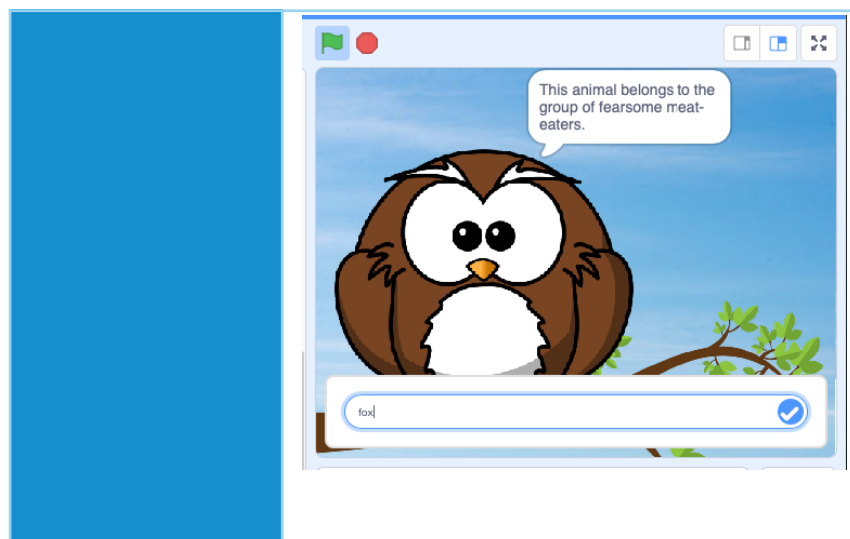 This animal belongs to the
group of fearsome meat-
eaters.
fox